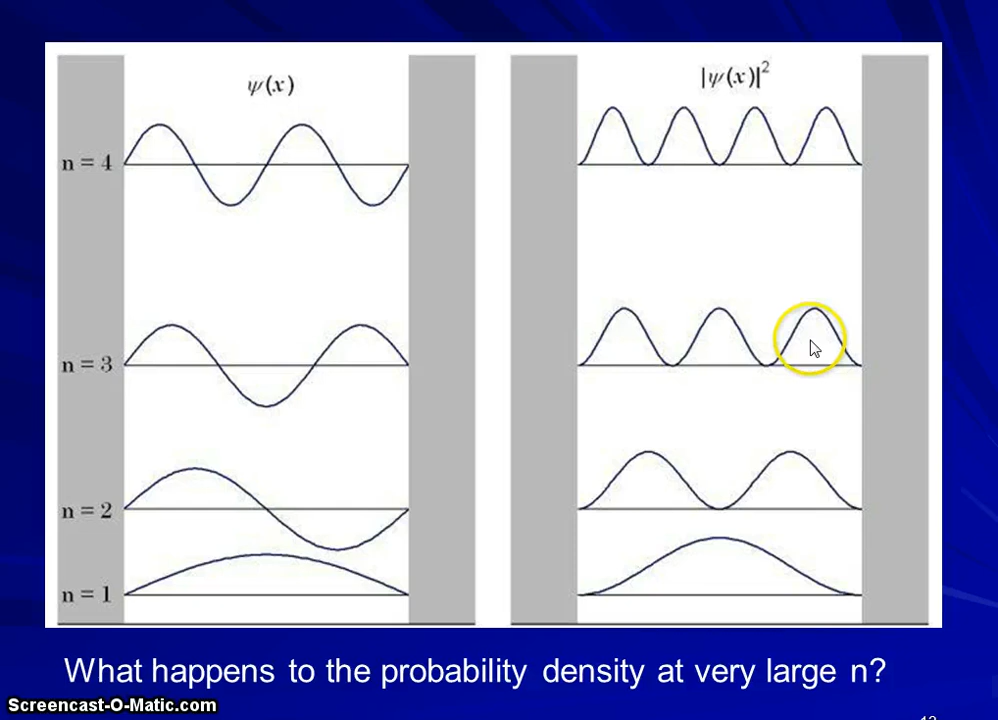 ψ(x)
|ψ(x)|²
n = 4
n = 3
n = 2
n = 1
What happens to the probability density at very large n?
Screencast-O-Matic.com